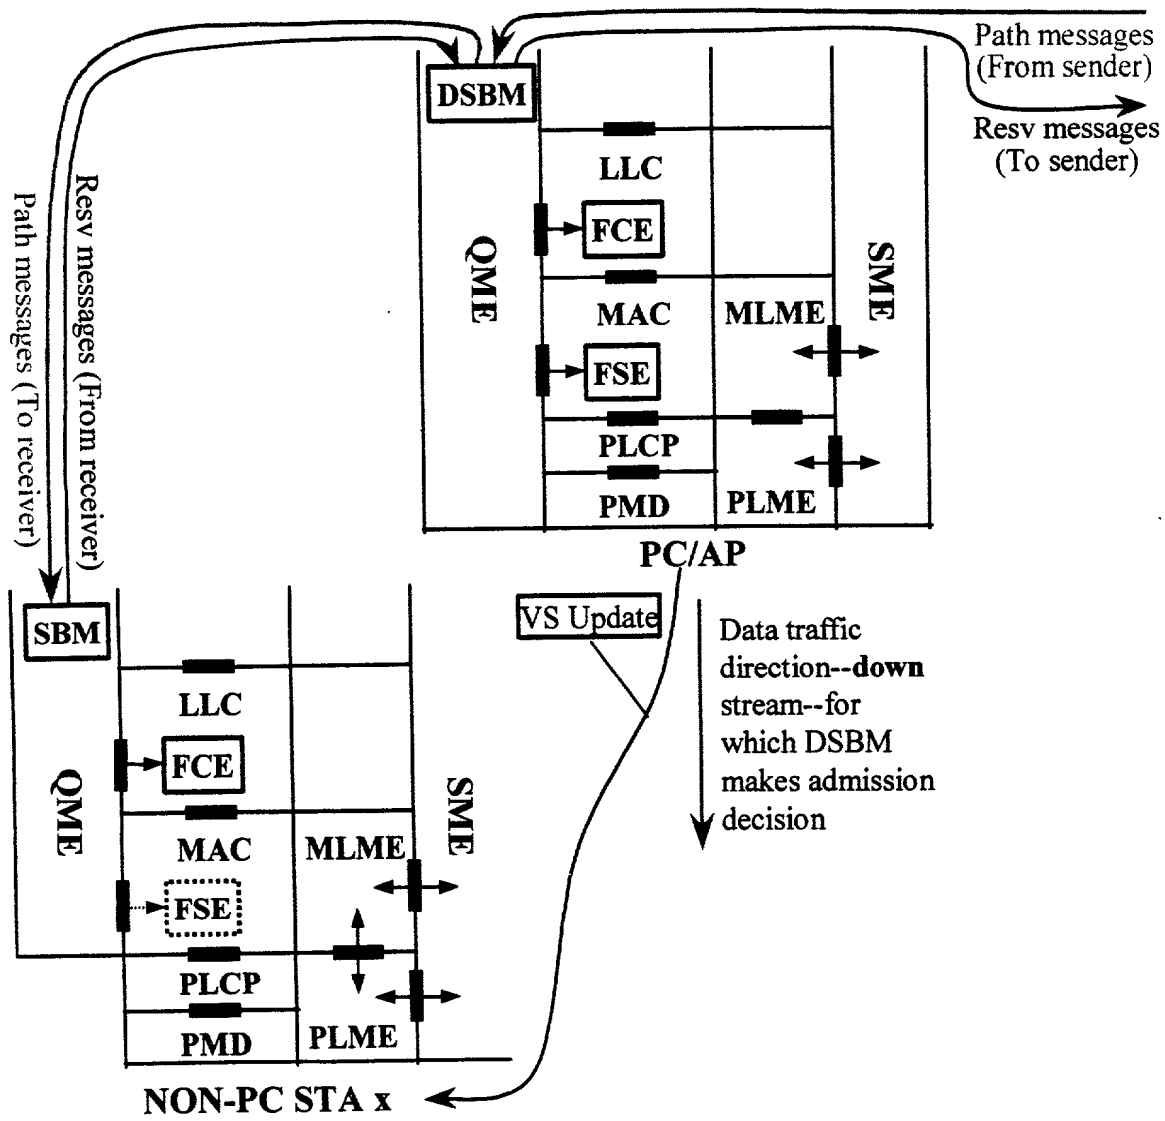 Path messages
(From sender)
DSBM
Resv messages
(To sender)
LLC
FCE
QME
SME
MAC
MLME
FSE
PLCP
PMD
PLME
PC/AP
Path messages (To receiver)
Resv messages (From receiver)
SBM
VS Update
Data traffic
direction--down
stream--for
which DSBM
makes admission
decision
LLC
FCE
QME
SME
MAC
MLME
FSE
PLCP
PMD
PLME
NON-PC STA x